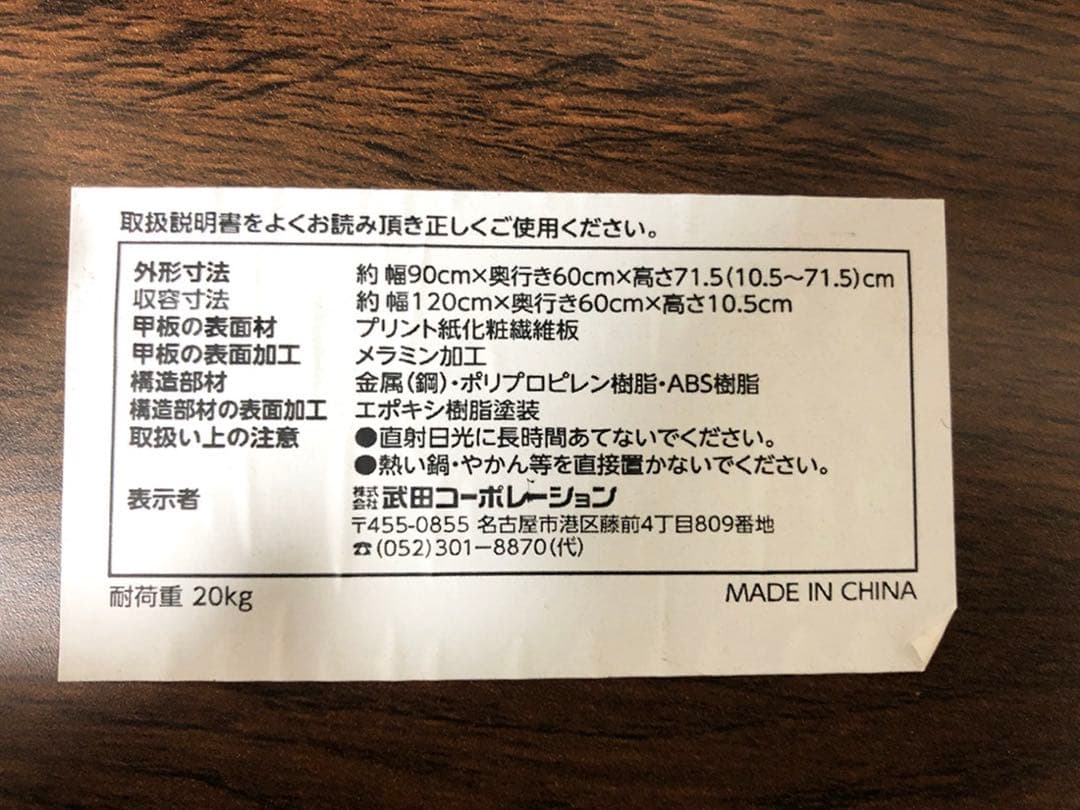 取扱説明書をよくお読み頂き正しくご使用ください。
外形寸法 約 幅90cm×奥行き60cm×高さ71.5(10.5〜71.5)cm
収容寸法 約 幅120cm×奥行き60cm×高さ10.5cm
甲板の表面材 プリント紙化粧繊維板
甲板の表面加工 メラミン加工
構造部材 金属(鋼)・ポリプロピレン樹脂・ABS樹脂
構造部材の表面加工 エポキシ樹脂塗装
取扱い上の注意 ●直射日光に長時間あてないでください。
●熱い鍋・やかん等を直接置かないでください。
表示者 株式会社 武田コーポレーション
〒455-0855 名古屋市港区藤前4丁目809番地
☎(052)301−8870(代)
耐荷重 20kg MADE IN CHINA